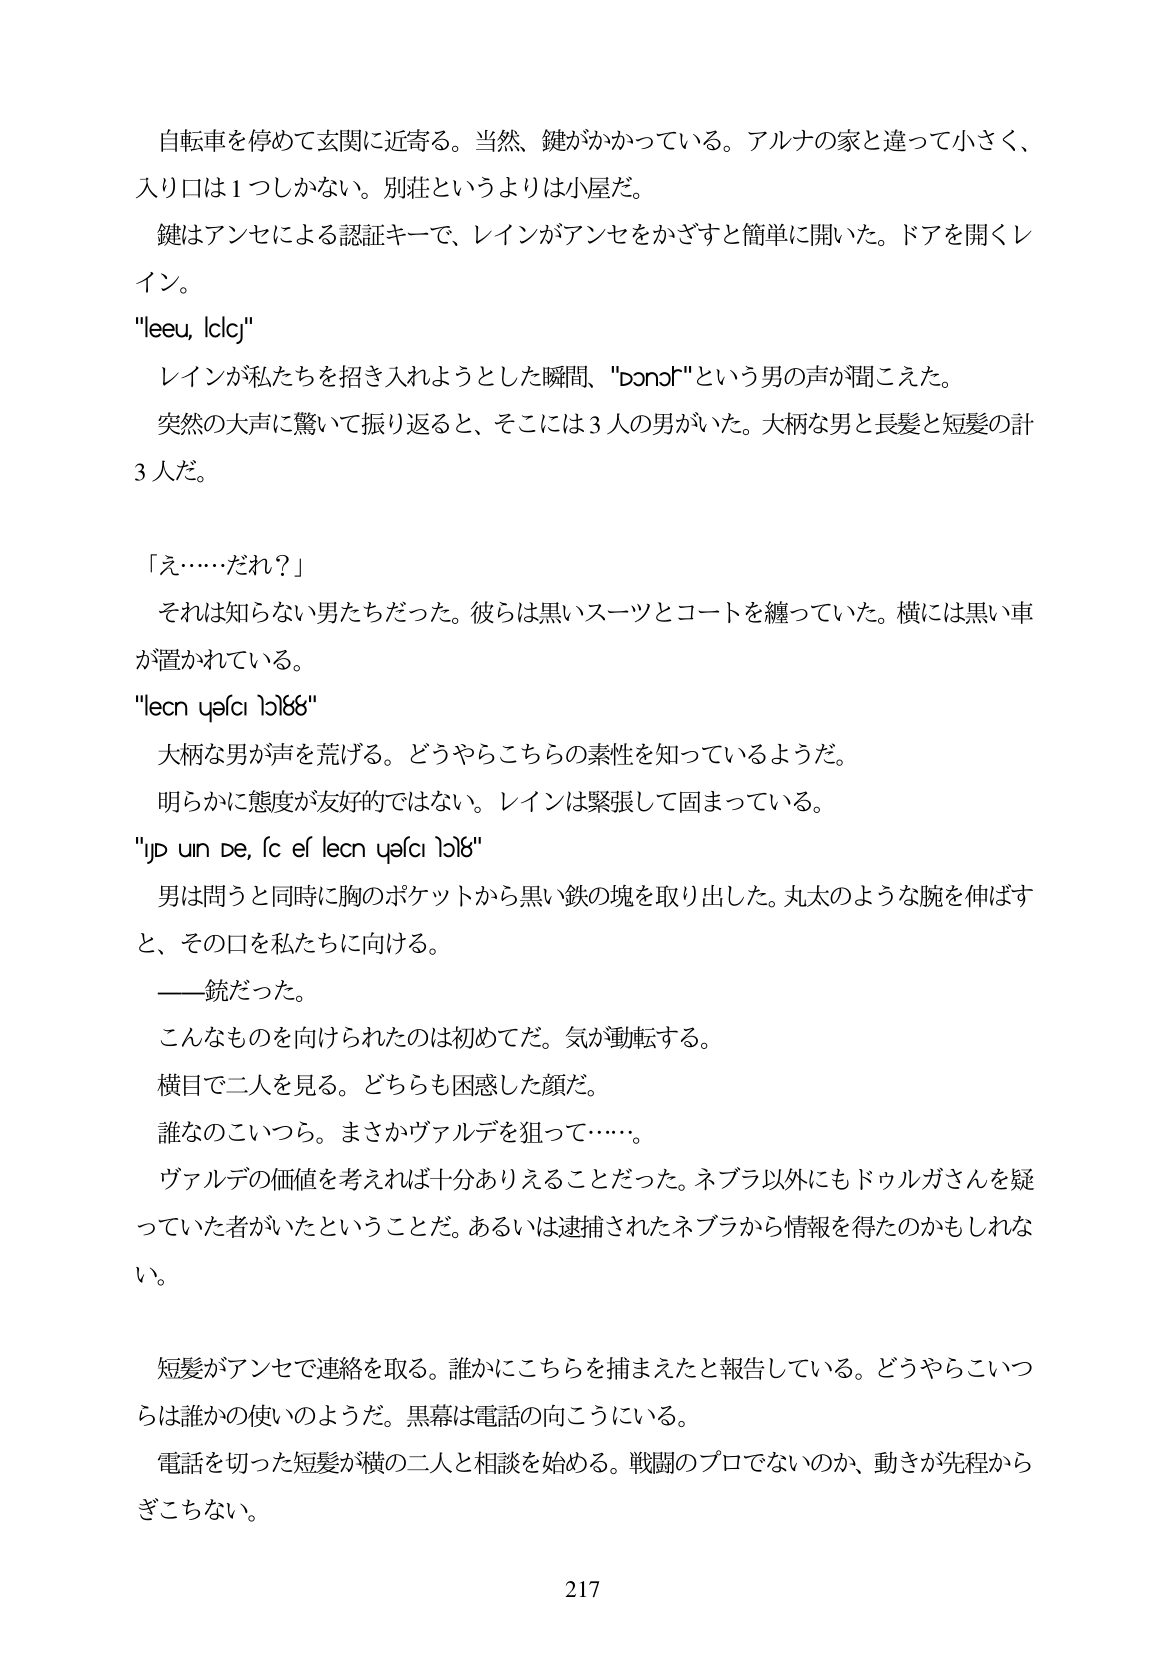 自転車を停めて玄関に近寄る。当然、鍵がかかっている。アルナの家と違って小さく、
入り口は1つしかない。別荘というよりは小屋だ。
鍵はアンセによる認証キーで、レインがアンセをかざすと簡単に開いた。ドアを開くレ
イン。
レインが私たちを招き入れようとした瞬間、""という男の声が聞こえた。
突然の大声に驚いて振り返ると、そこには3人の男がいた。大柄な男と長髪と短髪の計
3人だ。
「え……だれ？」
それは知らない男たちだった。彼らは黒いスーツとコートを纏っていた。横には黒い車
が置かれている。
大柄な男が声を荒げる。どうやらこちらの素性を知っているようだ。
明らかに態度が友好的ではない。レインは緊張して固まっている。
男は問うと同時に胸のポケットから黒い鉄の塊を取り出した。丸太のような腕を伸ばす
と、その口を私たちに向ける。
――銃だった。
こんなものを向けられたのは初めてだ。気が動転する。
横目で二人を見る。どちらも困惑した顔だ。
誰なのこいつら。まさかヴァルデを狙って……。
ヴァルデの価値を考えれば十分ありえることだった。ネブラ以外にもドゥルガさんを疑
っていた者がいたということだ。あるいは逮捕されたネブラから情報を得たのかもしれな
い。
短髪がアンセで連絡を取る。誰かにこちらを捕まえたと報告している。どうやらこいつ
らは誰かの使いのようだ。黒幕は電話の向こうにいる。
電話を切った短髪が横の二人と相談を始める。戦闘のプロでないのか、動きが先程から
ぎこちない。
217